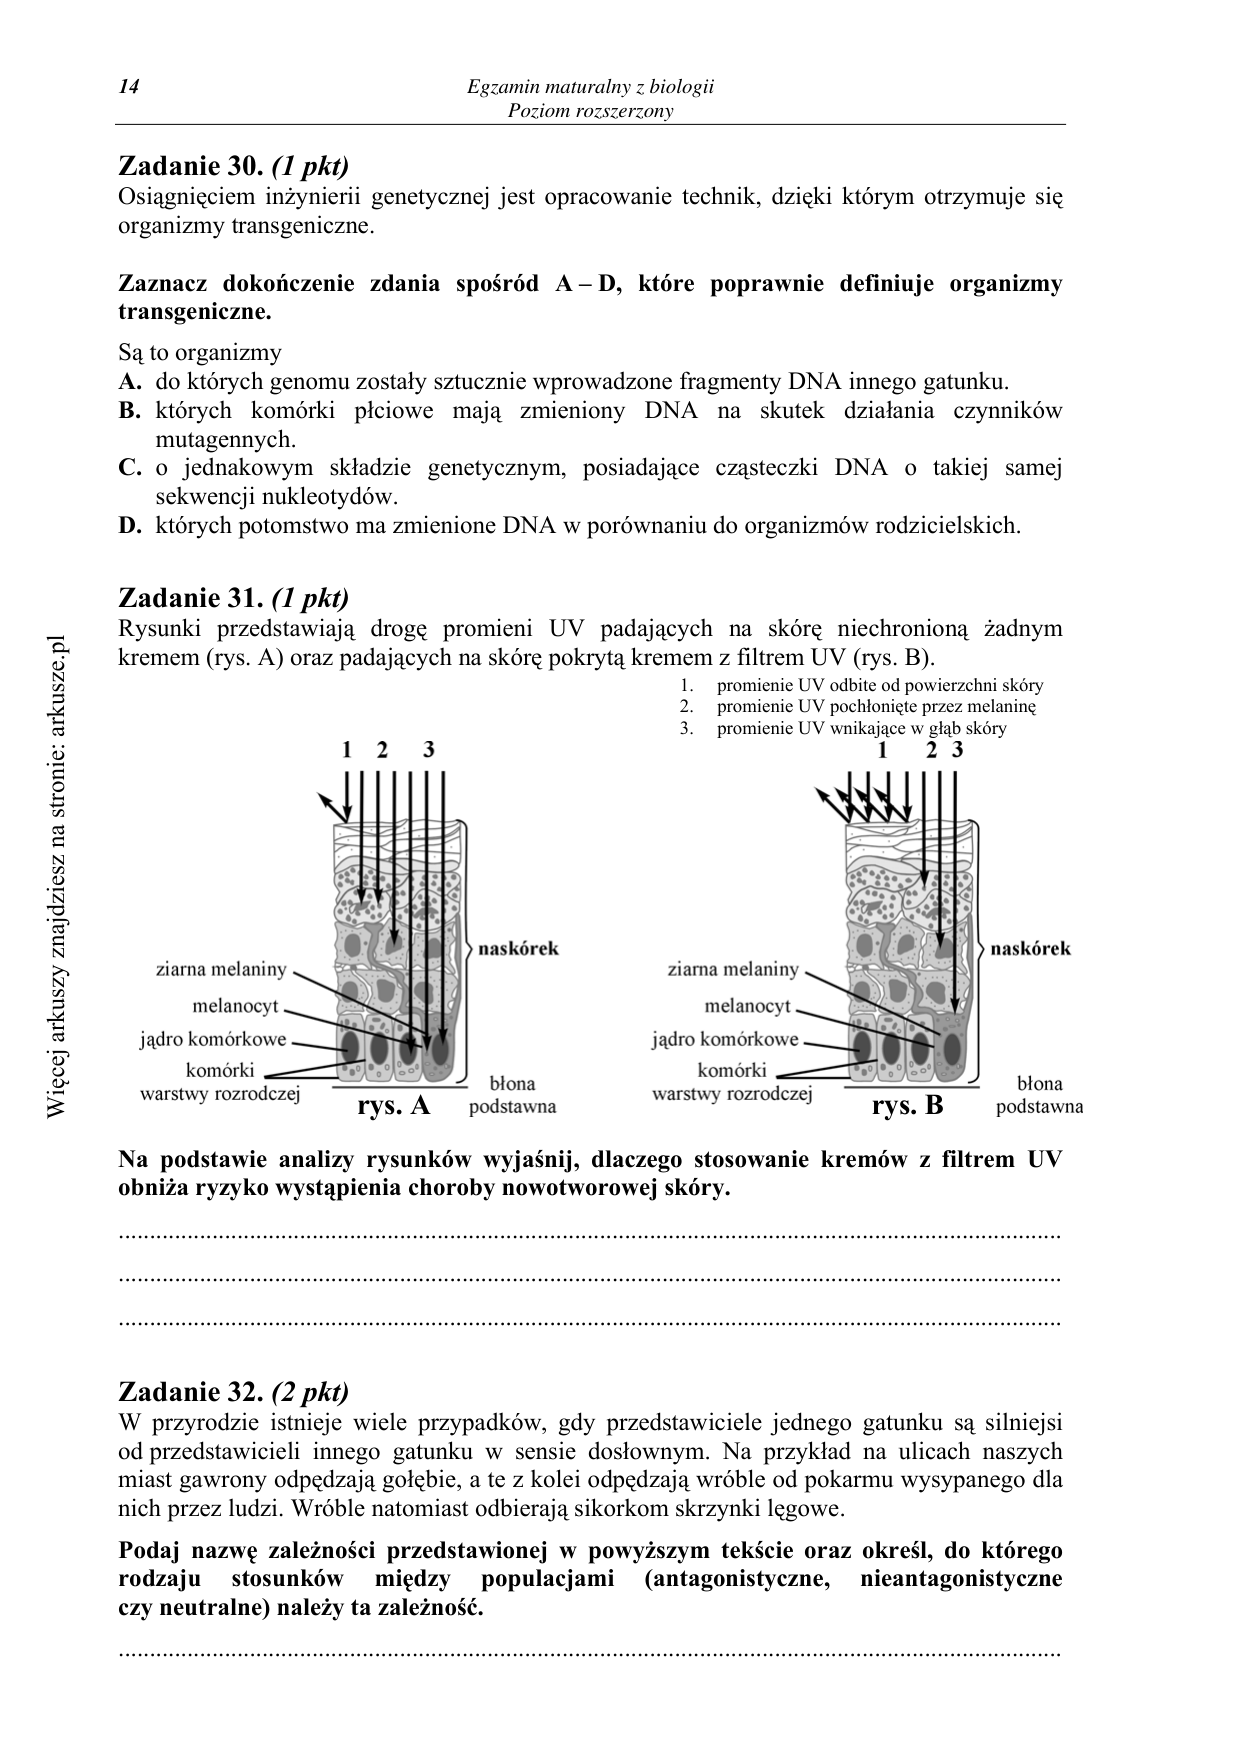 14
Egzamin maturalny z biologii
Poziom rozszerzony
Zadanie 30. (1 pkt)
Osiągnięciem inżynierii genetycznej jest opracowanie technik, dzięki którym otrzymuje się
organizmy transgeniczne.
Zaznacz dokończenie zdania spośród A – D, które poprawnie definiuje organizmy
transgeniczne.
Są to organizmy
A. do których genomu zostały sztucznie wprowadzone fragmenty DNA innego gatunku.
B. których komórki płciowe mają zmieniony DNA na skutek działania czynników
mutagennych.
C. o jednakowym składzie genetycznym, posiadające cząsteczki DNA o takiej samej
sekwencji nukleotydów.
D. których potomstwo ma zmienione DNA w porównaniu do organizmów rodzicielskich.
Zadanie 31. (1 pkt)
Rysunki przedstawiają drogę promieni UV padających na skórę niechronioną żadnym
kremem (rys. A) oraz padających na skórę pokrytą kremem z filtrem UV (rys. B).
1. promienie UV odbite od powierzchni skóry
2. promienie UV pochłonięte przez melaninę
3. promienie UV wnikające w głąb skóry
1 2 3
naskórek
ziarna melaniny
melanocyt
jądro komórkowe
komórki
warstwy rozrodczej
błona
podstawna
rys. A
1 2 3
naskórek
ziarna melaniny
melanocyt
jądro komórkowe
komórki
warstwy rozrodczej
błona
podstawna
rys. B
Na podstawie analizy rysunków wyjaśnij, dlaczego stosowanie kremów z filtrem UV
obniża ryzyko wystąpienia choroby nowotworowej skóry.
Zadanie 32. (2 pkt)
W przyrodzie istnieje wiele przypadków, gdy przedstawiciele jednego gatunku są silniejsi
od przedstawicieli innego gatunku w sensie dosłownym. Na przykład na ulicach naszych
miast gawrony odpędzają gołębie, a te z kolei odpędzają wróble od pokarmu wysypanego dla
nich przez ludzi. Wróble natomiast odbierają sikorkom skrzynki lęgowe.
Podaj nazwę zależności przedstawionej w powyższym tekście oraz określ, do którego
rodzaju stosunków między populacjami (antagonistyczne, nieantagonistyczne
czy neutralne) należy ta zależność.
Więcej arkuszy znajdziesz na stronie: arkusze.pl